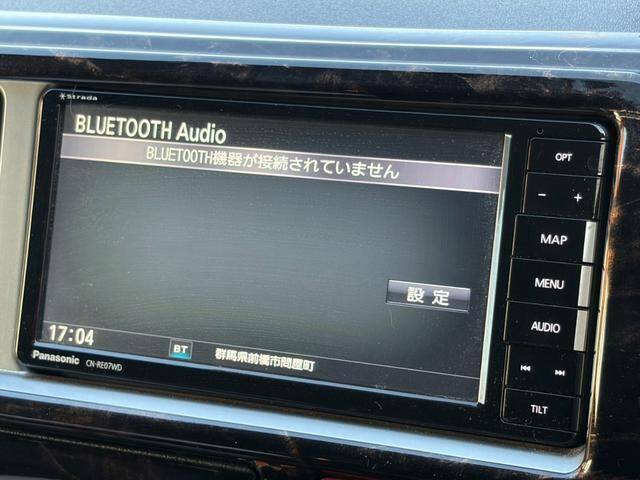 Strada
BLUETOOTH Audio
BLUETOOTH機器が接続されていません
設定
17:04
BT
群馬県前橋市問屋町
Panasonic
CN-RE07WD
OPT
− +
MAP
MENU
AUDIO
TILT